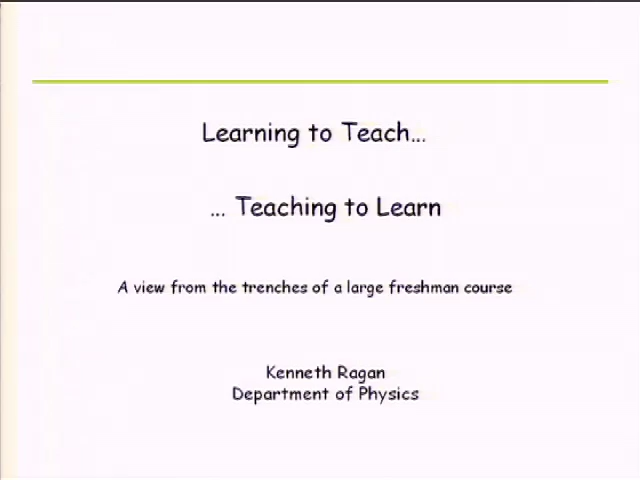 Learning to Teach...
... Teaching to Learn
A view from the trenches of a large freshman course
Kenneth Ragan
Department of Physics